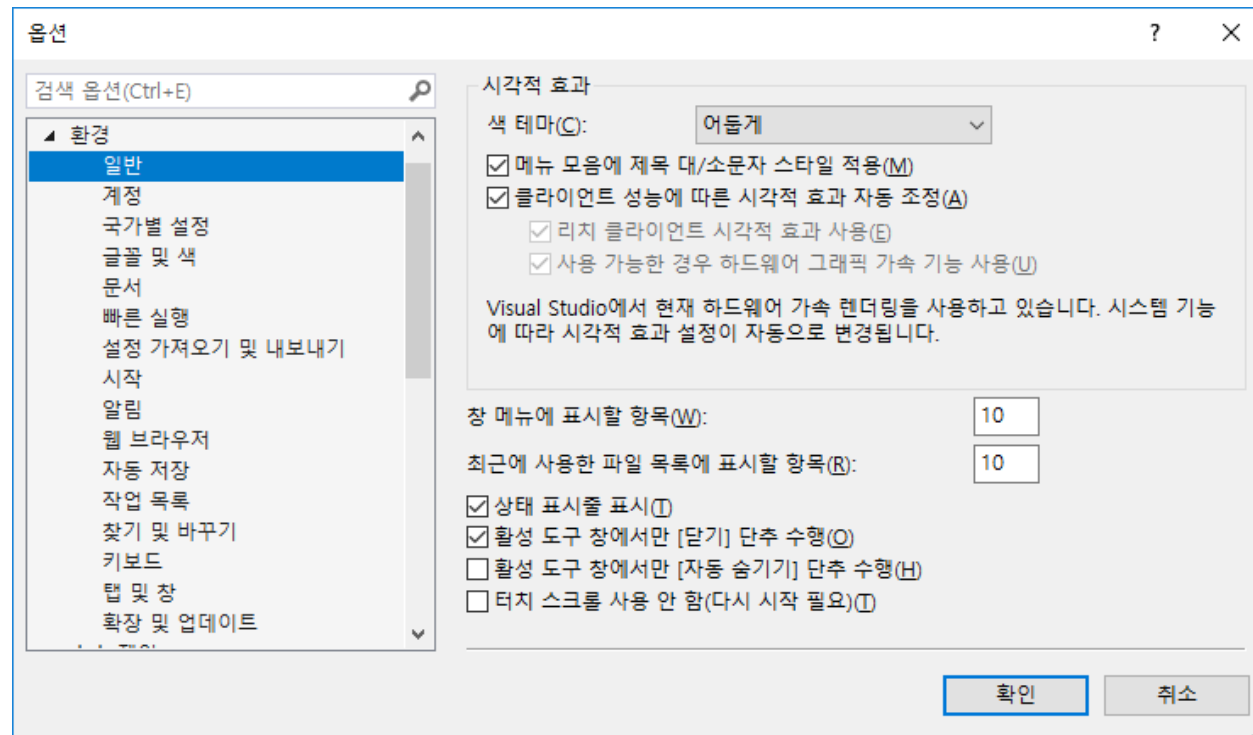 옵션
?
검색 옵션(Ctrl+E)
환경
일반
계정
국가별 설정
글꼴 및 색
문서
빠른 실행
설정 가져오기 및 내보내기
시작
알림
웹 브라우저
자동 저장
작업 목록
찾기 및 바꾸기
키보드
탭 및 창
확장 및 업데이트
시각적 효과
색 테마(C): 어둡게
메뉴 모음에 제목 대/소문자 스타일 적용(M)
클라이언트 성능에 따른 시각적 효과 자동 조정(A)
리치 클라이언트 시각적 효과 사용(E)
사용 가능한 경우 하드웨어 그래픽 가속 기능 사용(U)
Visual Studio에서 현재 하드웨어 가속 렌더링을 사용하고 있습니다. 시스템 기능
에 따라 시각적 효과 설정이 자동으로 변경됩니다.
창 메뉴에 표시할 항목(W): 10
최근에 사용한 파일 목록에 표시할 항목(R): 10
상태 표시줄 표시(T)
활성 도구 창에서만 [닫기] 단추 수행(O)
활성 도구 창에서만 [자동 숨기기] 단추 수행(H)
터치 스크롤 사용 안 함(다시 시작 필요)(T)
확인
취소